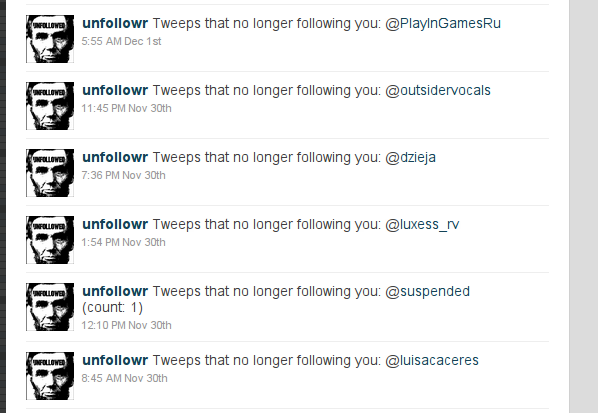 unfollowr Tweeps that no longer following you: @PlayInGamesRu
5:55 AM Dec 1st
unfollowr Tweeps that no longer following you: @outsidervocals
11:45 PM Nov 30th
unfollowr Tweeps that no longer following you: @dzieja
7:36 PM Nov 30th
unfollowr Tweeps that no longer following you: @luxess_rv
1:54 PM Nov 30th
unfollowr Tweeps that no longer following you: @suspended
(count: 1)
12:10 PM Nov 30th
unfollowr Tweeps that no longer following you: @luisacaceres
8:45 AM Nov 30th
UNFOLLOWED
UNFOLLOWED
UNFOLLOWED
UNFOLLOWED
UNFOLLOWED
UNFOLLOWED